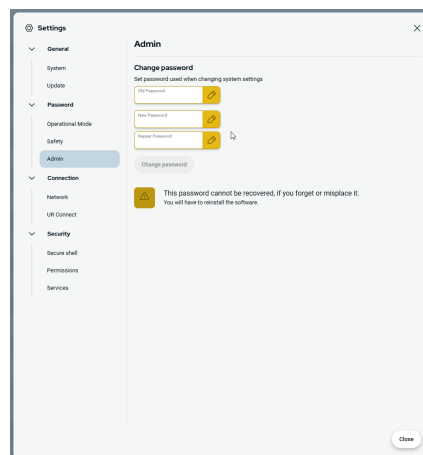 Settings
General
System
Update
Password
Operational Mode
Safety
Admin
Connection
Network
UR Connect
Security
Secure shell
Permissions
Services
Admin
Change password
Set password used when changing system settings
Old Password
New Password
Repeat Password
Change password
This password cannot be recovered, if you forget or misplace it.
You will have to reinstall the software.
Close